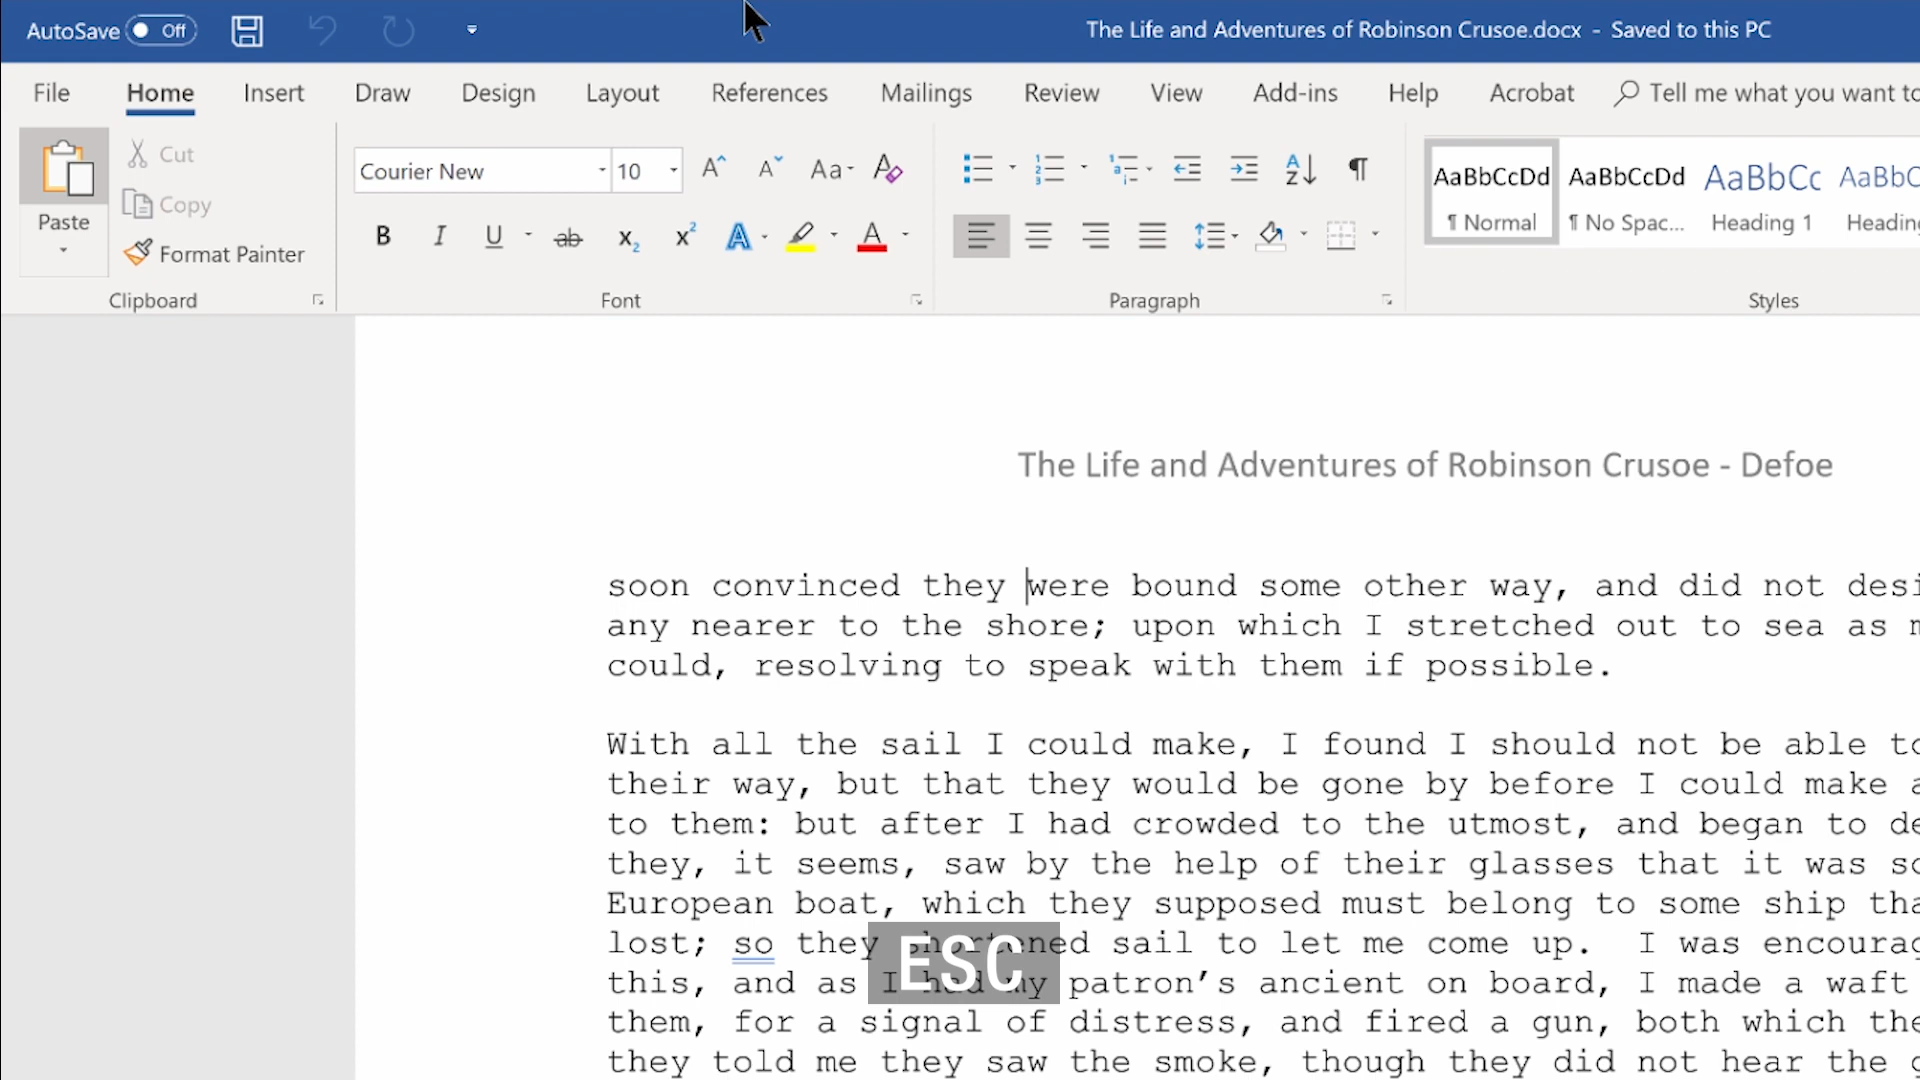 AutoSave Off
The Life and Adventures of Robinson Crusoe.docx - Saved to this PC
File Home Insert Draw Design Layout References Mailings Review View Add-ins Help Acrobat Tell me what you want to
Paste
Cut
Copy
Format Painter
Clipboard
Courier New 10
Font
Paragraph
AaBbCcDd AaBbCcDd AaBbCc AaBbC
¶ Normal ¶ No Spac... Heading 1 Heading
Styles
The Life and Adventures of Robinson Crusoe - Defoe
soon convinced they were bound some other way, and did not
any nearer to the shore; upon which I stretched out to sea as
could, resolving to speak with them if possible.
With all the sail I could make, I found I should not be able to
their way, but that they would be gone by before I could make
to them: but after I had crowded to the utmost, and began to
they, it seems, saw by the help of their glasses that it was
European boat, which they supposed must belong to some ship
lost; so they shortened sail to let me come up. I was
this, and as I had my patron’s ancient on board, I made a waft
them, for a signal of distress, and fired a gun, both which
they told me they saw the smoke, though they did not hear the
ESC